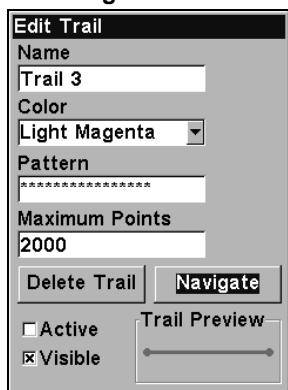 Edit Trail
Name
Trail 3
Color
Light Magenta
Pattern
****************
Maximum Points
2000
Delete Trail
Navigate
Active
Trail Preview
Visible